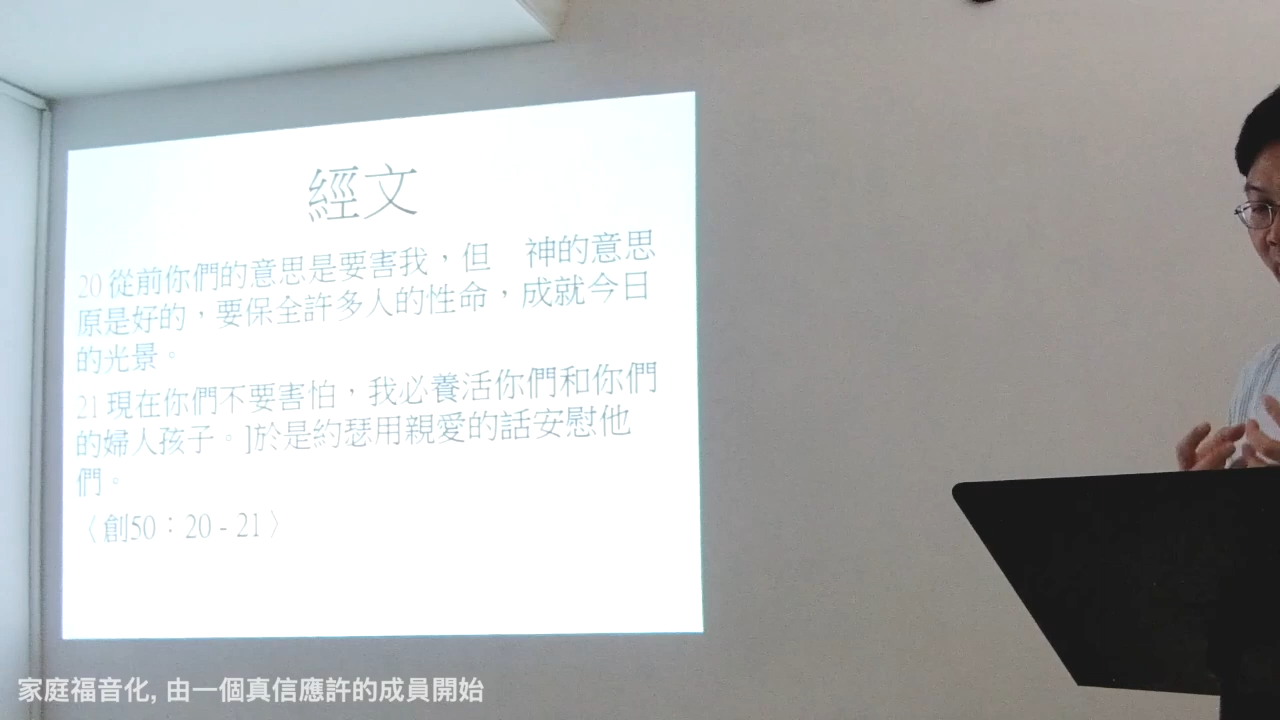 經文
20 從前你們的意思是要害我，但　神的意思
原是好的，要保全許多人的性命，成就今日
的光景。
21 現在你們不要害怕，我必養活你們和你們
的婦人孩子。]於是約瑟用親愛的話安慰他
們。
〈創50：20 - 21〉
家庭福音化, 由一個真信應許的成員開始